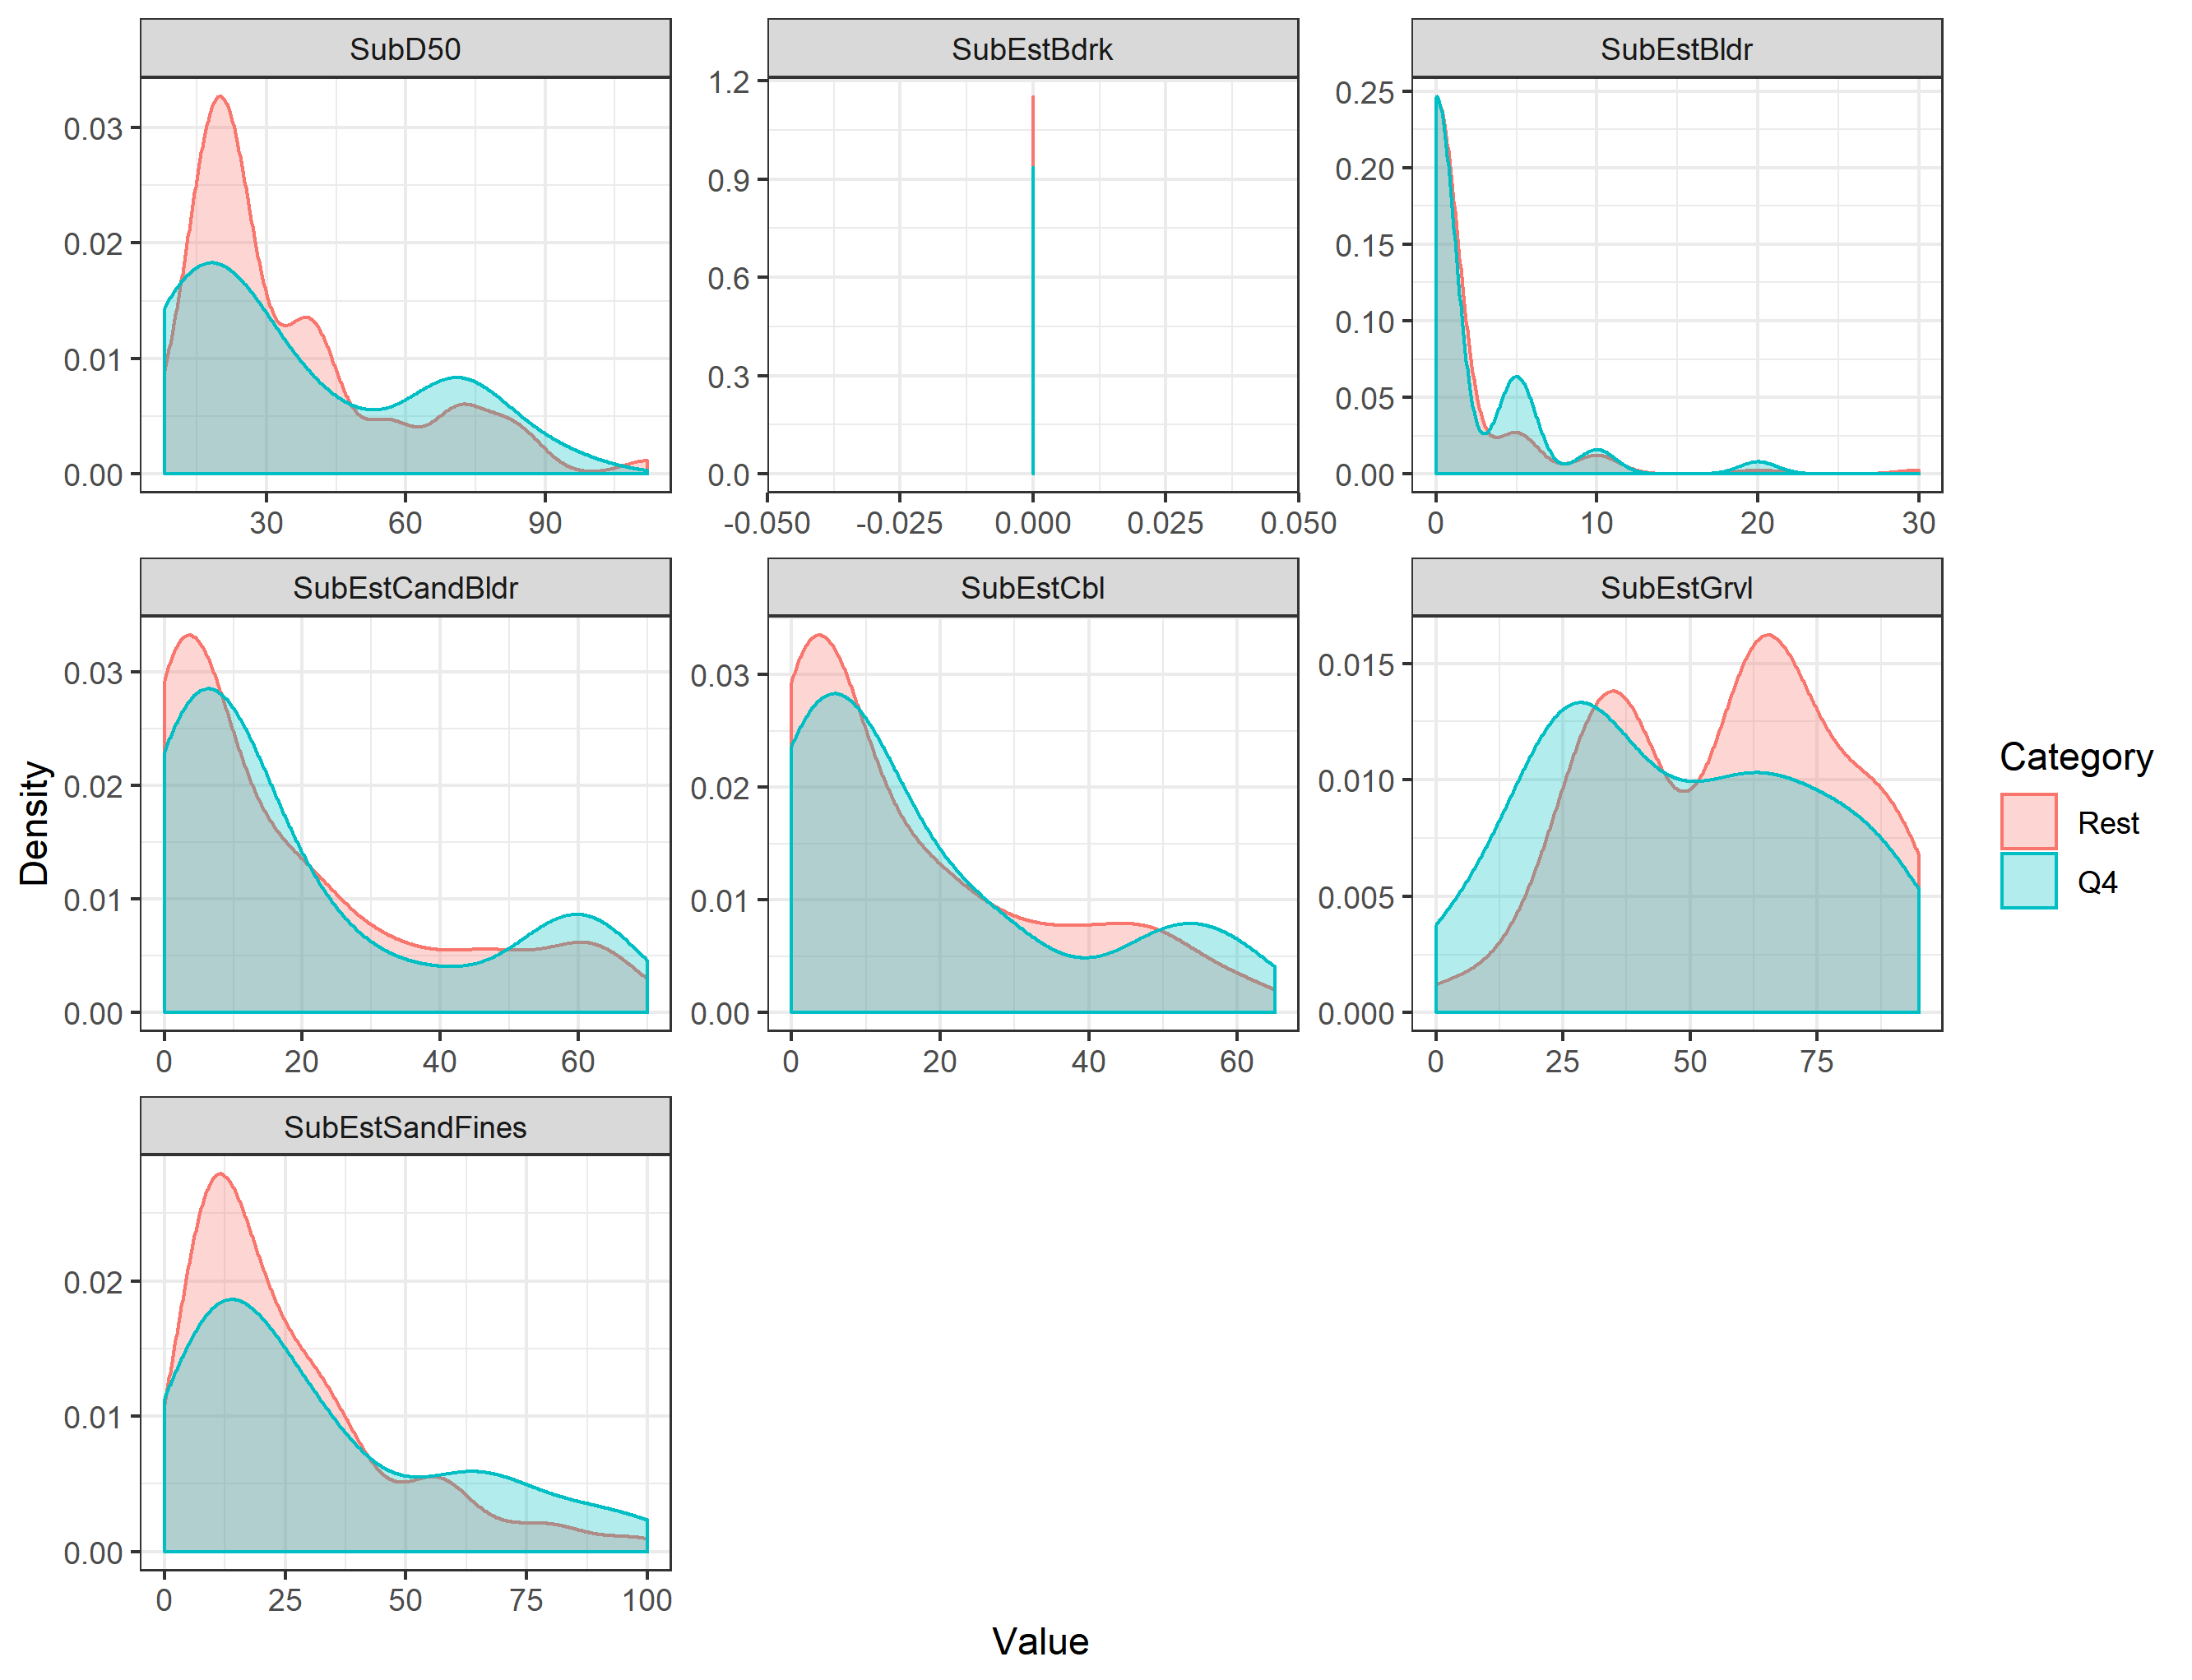 SubD50 SubEstBdrk SubEstBldr
0.03
0.02
0.01
0.00
30 60 90
1.2
0.9
0.6
0.3
0.0
-0.050 -0.025 0.000 0.025 0.050
0.25
0.20
0.15
0.10
0.05
0.00
0 10 20 30
SubEstCandBldr SubEstCbl SubEstGrvl
0.03
0.02
0.01
0.00
0 20 40 60
0.03
0.02
0.01
0.00
0 20 40 60
0.015
0.010
0.005
0.000
0 25 50 75
SubEstSandFines
0.02
0.01
0.00
0 25 50 75 100
Density
Value
Category
Rest
Q4